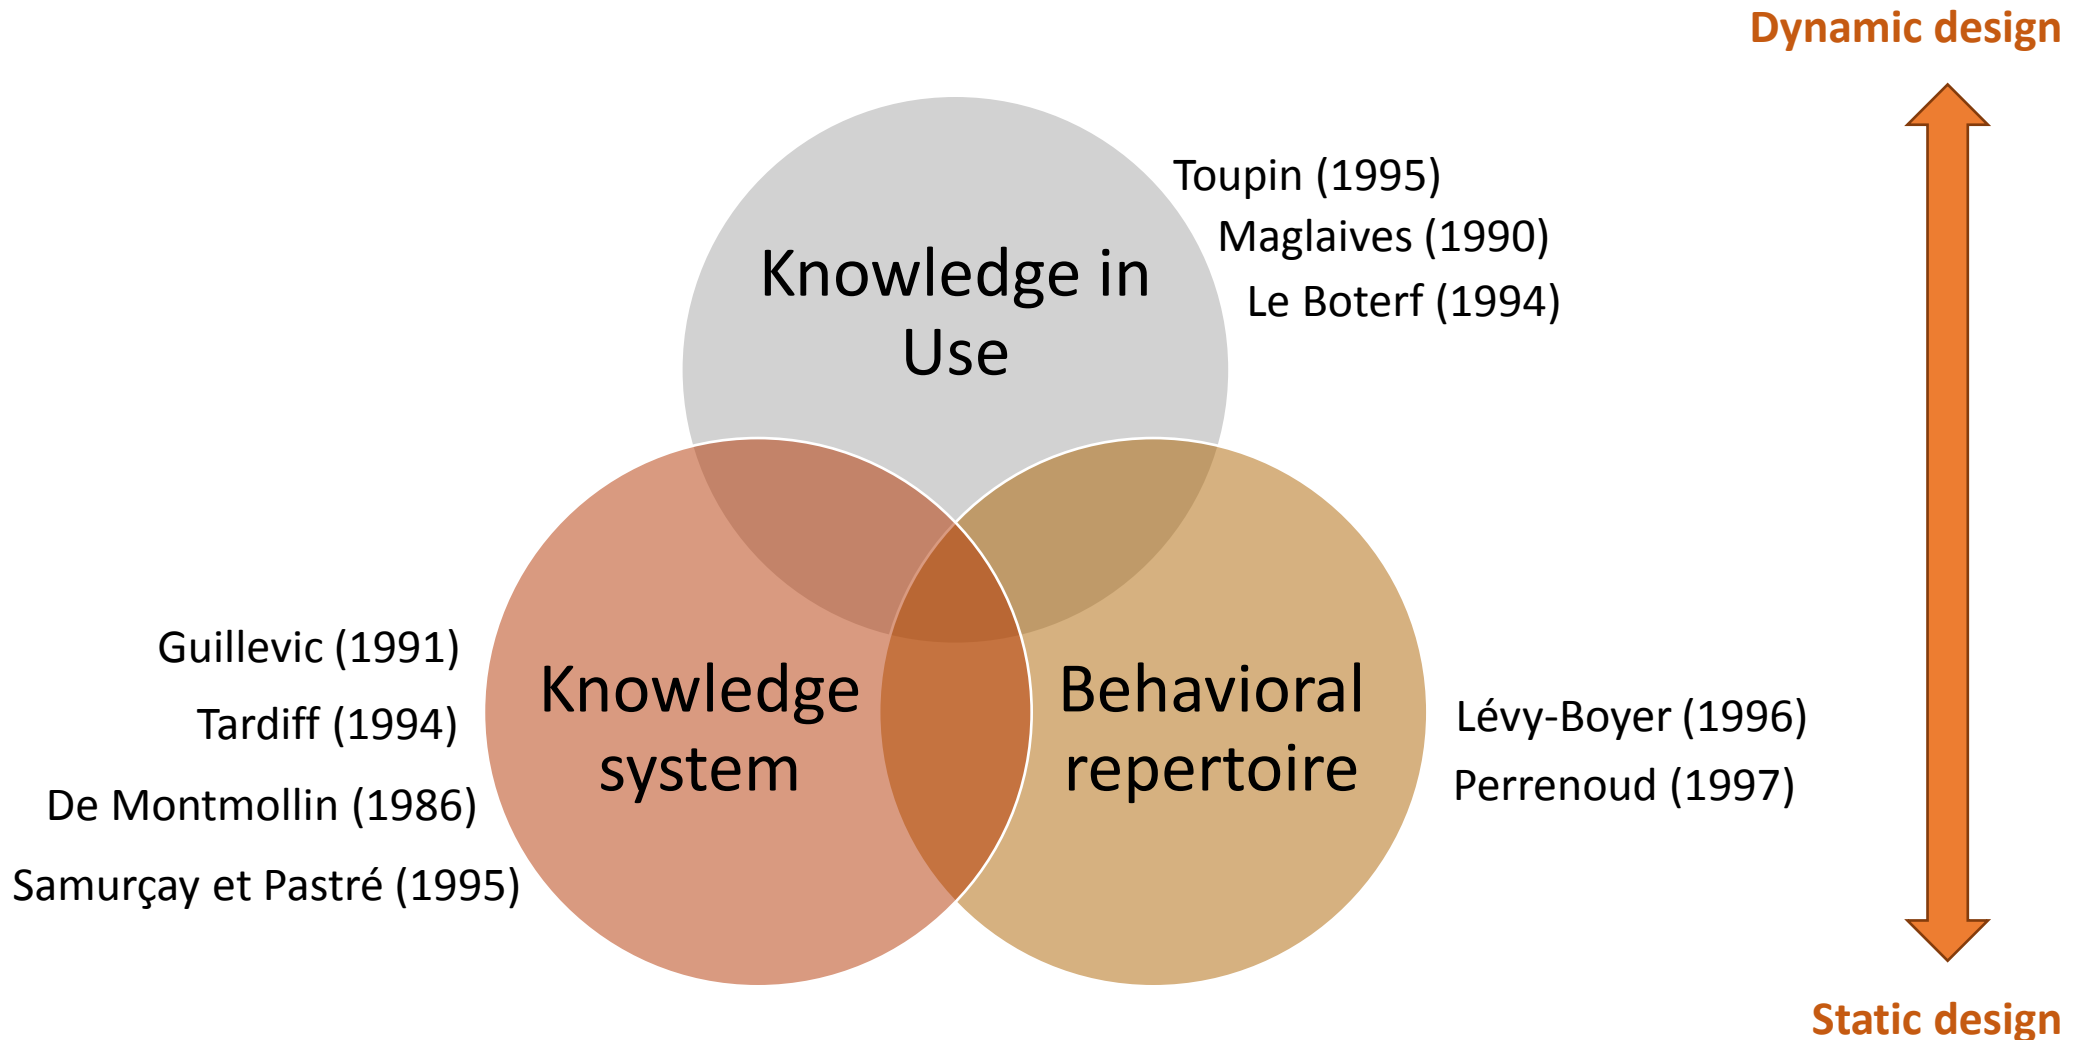 Dynamic design
Toupin (1995)
Maglaives (1990)
Le Boterf (1994)
Knowledge in
Use
Guillevic (1991)
Tardiff (1994)
De Montmollin (1986)
Samurçay et Pastré (1995)
Knowledge
system
Behavioral
repertoire
Lévy-Boyer (1996)
Perrenoud (1997)
Static design